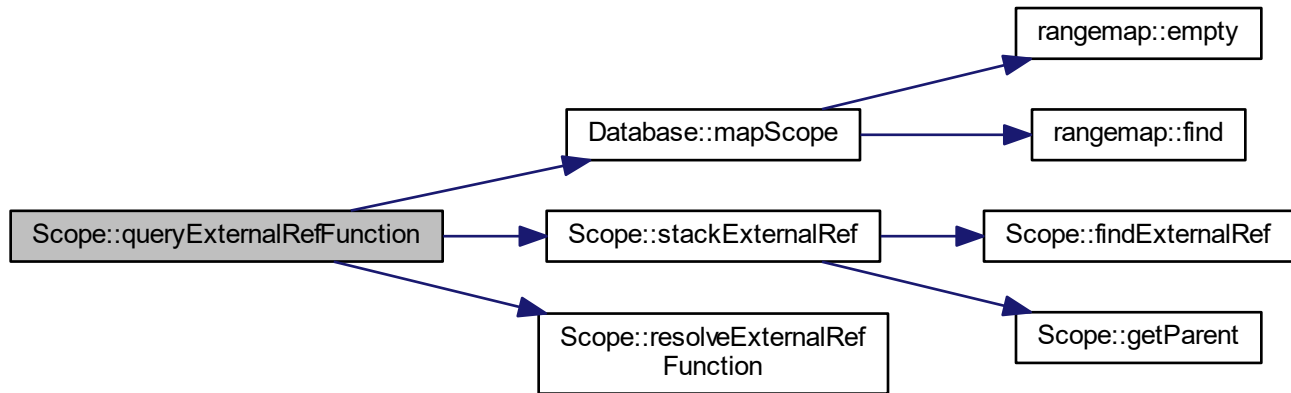 rangemap::empty
Database::mapScope
rangemap::find
Scope::queryExternalRefFunction
Scope::stackExternalRef
Scope::findExternalRef
Scope::resolveExternalRef
Function
Scope::getParent